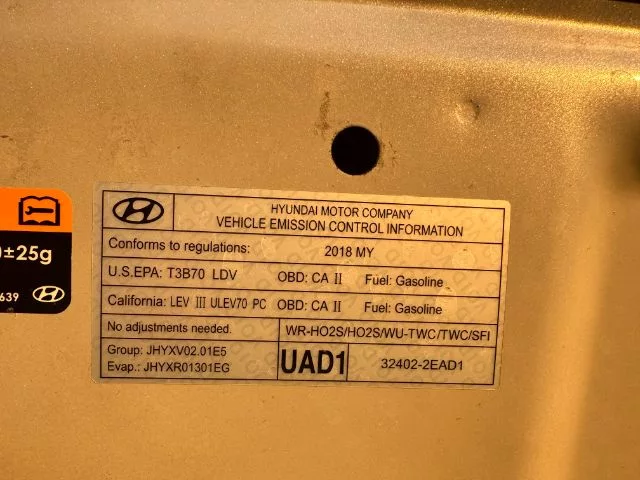 HYUNDAI MOTOR COMPANY
VEHICLE EMISSION CONTROL INFORMATION
Conforms to regulations: 2018 MY
U.S.EPA: T3B70 LDV OBD: CA II Fuel: Gasoline
California: LEV III ULEV70 PC OBD: CA II Fuel: Gasoline
No adjustments needed. WR-HO2S/HO2S/WU-TWC/TWC/SFI
Group: JHYXV02.01E5
Evap.: JHYXR01301EG
UAD1
32402-2EAD1
±25g
639